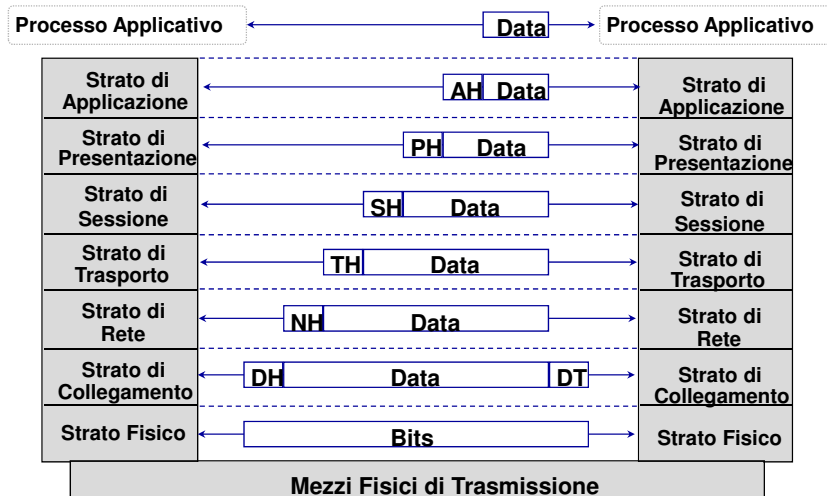 Processo Applicativo
Data
Processo Applicativo
Strato di
Applicazione
AH Data
Strato di
Applicazione
Strato di
Presentazione
PH Data
Strato di
Presentazione
Strato di
Sessione
SH Data
Strato di
Sessione
Strato di
Trasporto
TH Data
Strato di
Trasporto
Strato di
Rete
NH Data
Strato di
Rete
Strato di
Collegamento
DH Data DT
Strato di
Collegamento
Strato Fisico
Bits
Strato Fisico
Mezzi Fisici di Trasmissione